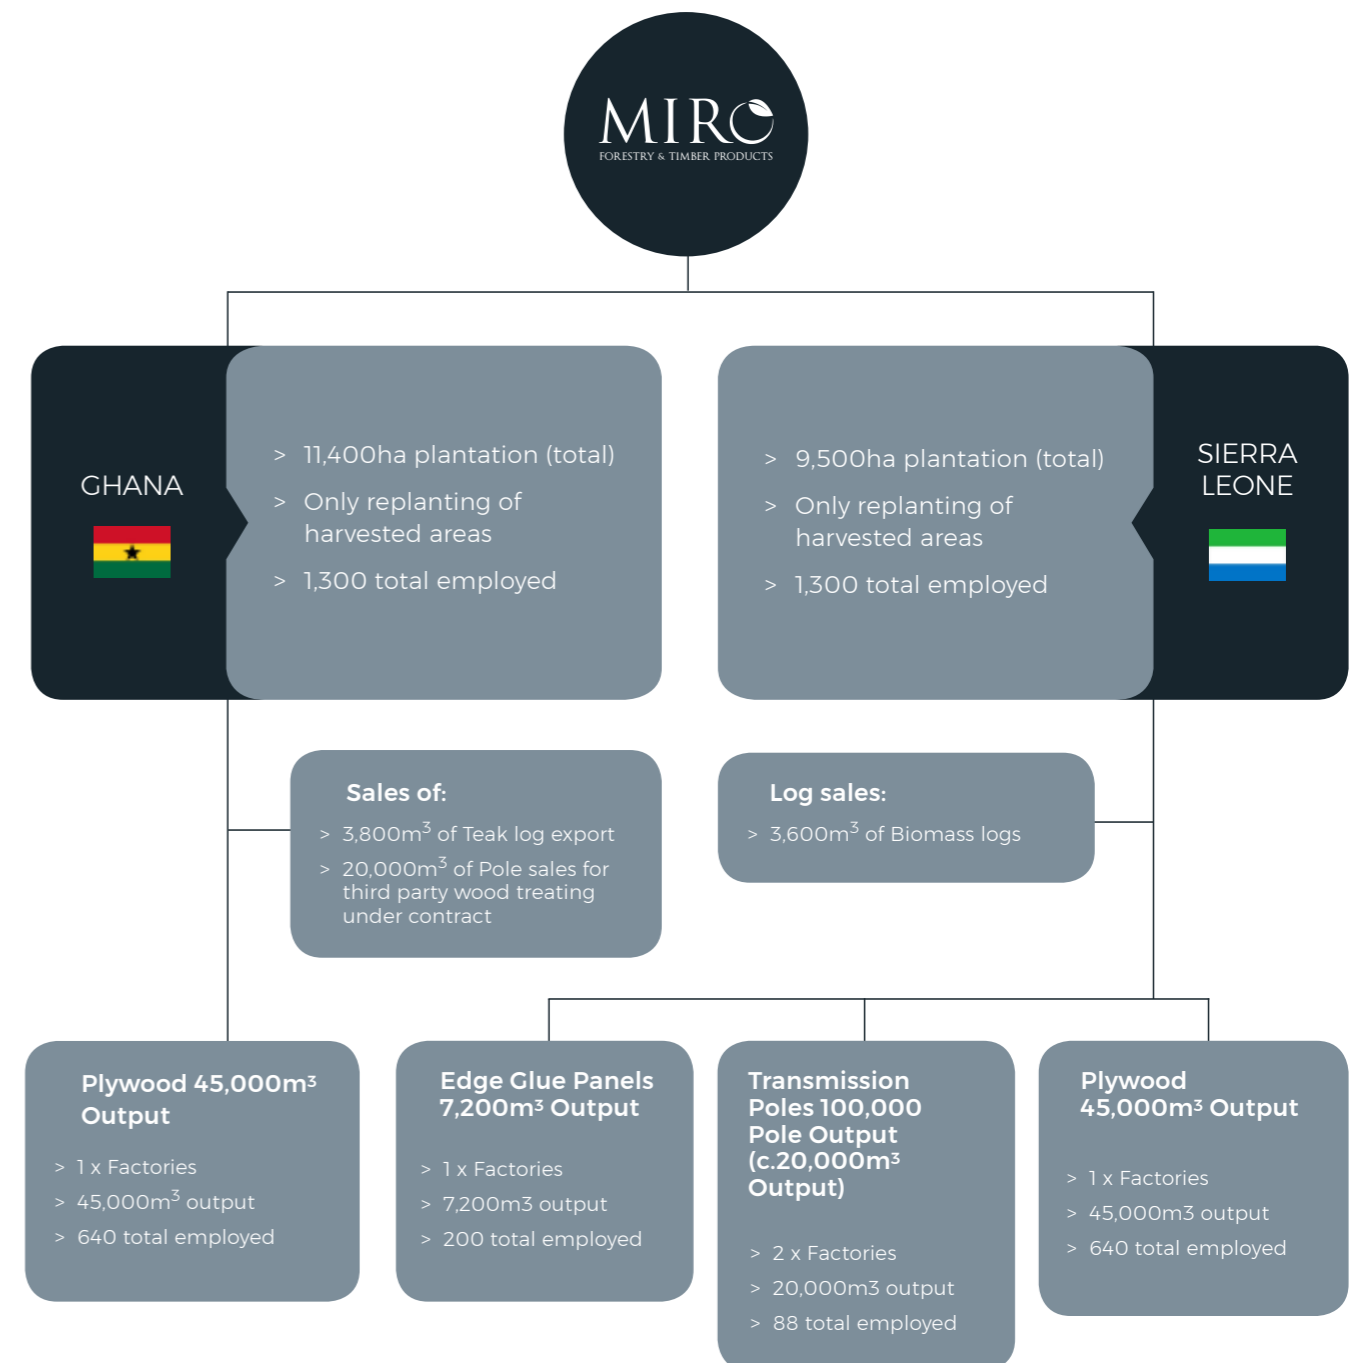 MIRO
FORESTRY & TIMBER PRODUCTS
GHANA
> 11,400ha plantation (total)
> Only replanting of
harvested areas
> 1,300 total employed
> 9,500ha plantation (total)
> Only replanting of
harvested areas
> 1,300 total employed
SIERRA
LEONE
Sales of:
> 3,800m³ of Teak log export
> 20,000m³ of Pole sales for
third party wood treating
under contract
Log sales:
> 3,600m³ of Biomass logs
Plywood 45,000m³
Output
> 1 x Factories
> 45,000m³ output
> 640 total employed
Edge Glue Panels
7,200m³ Output
> 1 x Factories
> 7,200m3 output
> 200 total employed
Transmission
Poles 100,000
Pole Output
(c.20,000m³
Output)
> 2 x Factories
> 20,000m3 output
> 88 total employed
Plywood
45,000m³ Output
> 1 x Factories
> 45,000m3 output
> 640 total employed